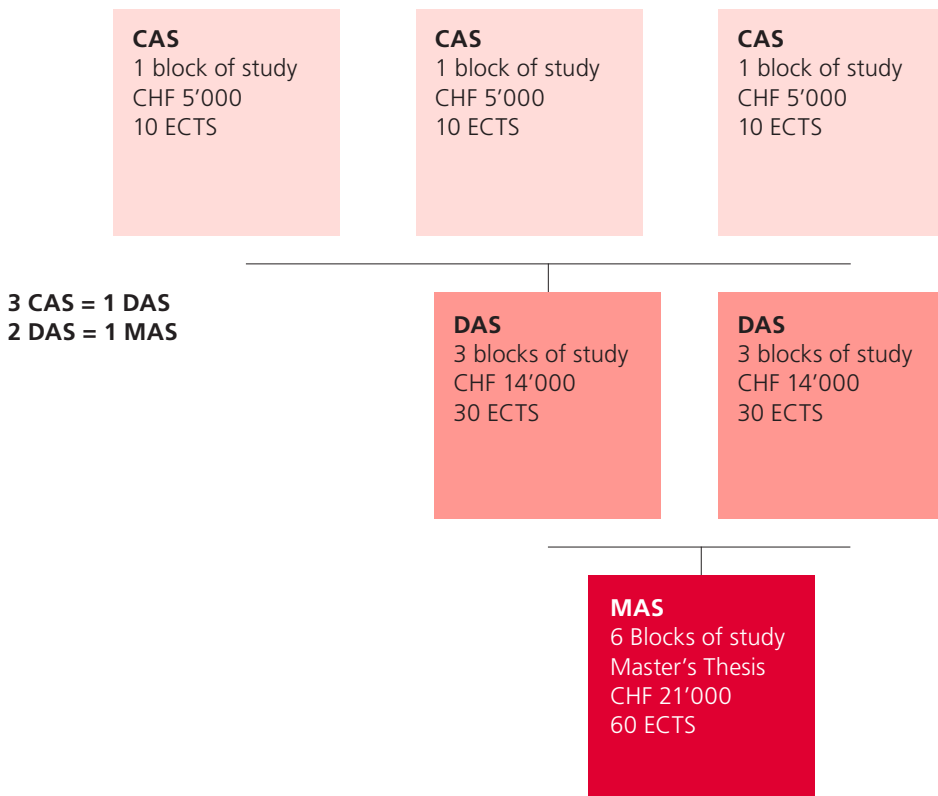 CAS
1 block of study
CHF 5’000
10 ECTS
CAS
1 block of study
CHF 5’000
10 ECTS
CAS
1 block of study
CHF 5’000
10 ECTS
3 CAS = 1 DAS
2 DAS = 1 MAS
DAS
3 blocks of study
CHF 14’000
30 ECTS
DAS
3 blocks of study
CHF 14’000
30 ECTS
MAS
6 Blocks of study
Master’s Thesis
CHF 21’000
60 ECTS